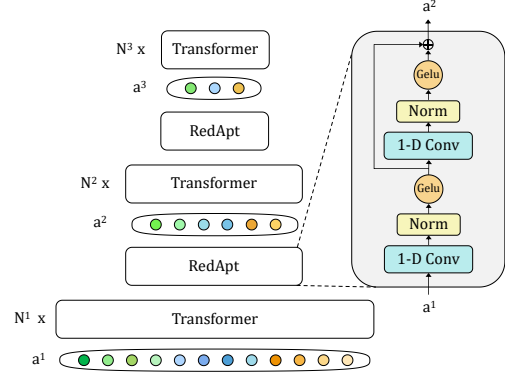 N³ x Transformer
a³
RedApt
N² x Transformer
a²
RedApt
N¹ x Transformer
a¹
a²
Gelu
Norm
1-D Conv
Gelu
Norm
1-D Conv
a¹